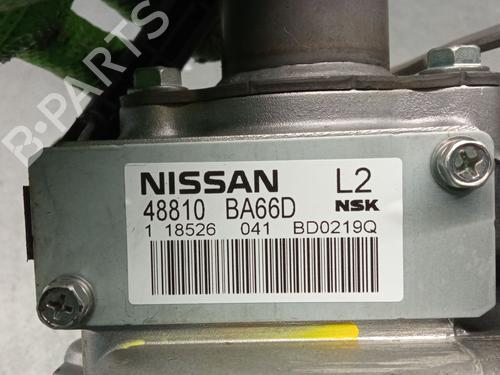 B-PARTS
NISSAN L2
48810 BA66D NSK
1 18526 041 BD0219Q